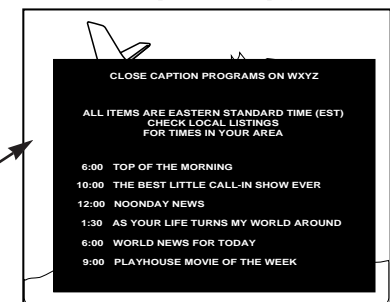 CLOSE CAPTION PROGRAMS ON WXYZ
ALL ITEMS ARE EASTERN STANDARD TIME (EST)
CHECK LOCAL LISTINGS
FOR TIMES IN YOUR AREA
6:00 TOP OF THE MORNING
10:00 THE BEST LITTLE CALL-IN SHOW EVER
12:00 NOONDAY NEWS
1:30 AS YOUR LIFE TURNS MY WORLD AROUND
6:00 WORLD NEWS FOR TODAY
9:00 PLAYHOUSE MOVIE OF THE WEEK